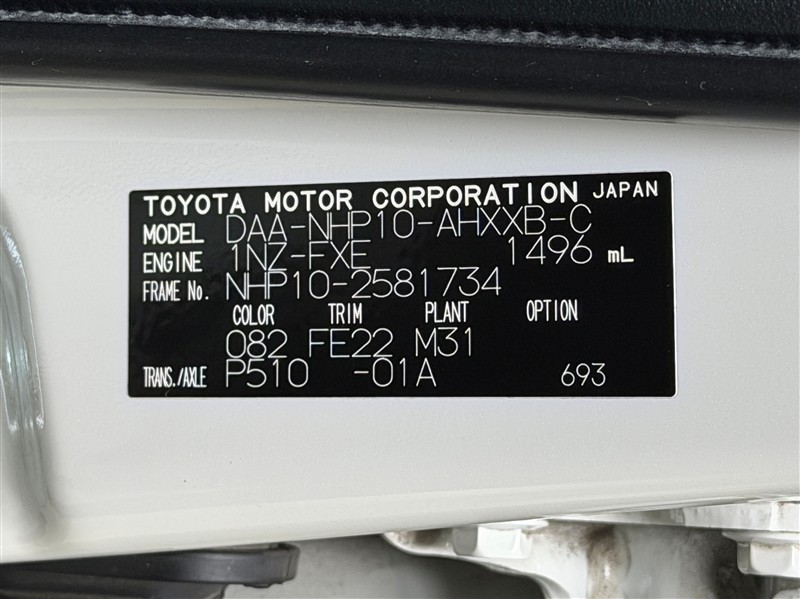 TOYOTA MOTOR CORPORATION JAPAN
MODEL DAA-NHP10-AHXXB-C
ENGINE 1NZ-FXE 1496 mL
FRAME No. NHP10-2581734
COLOR TRIM PLANT OPTION
082 FE22 M31
TRANS./AXLE P510 -01A 693